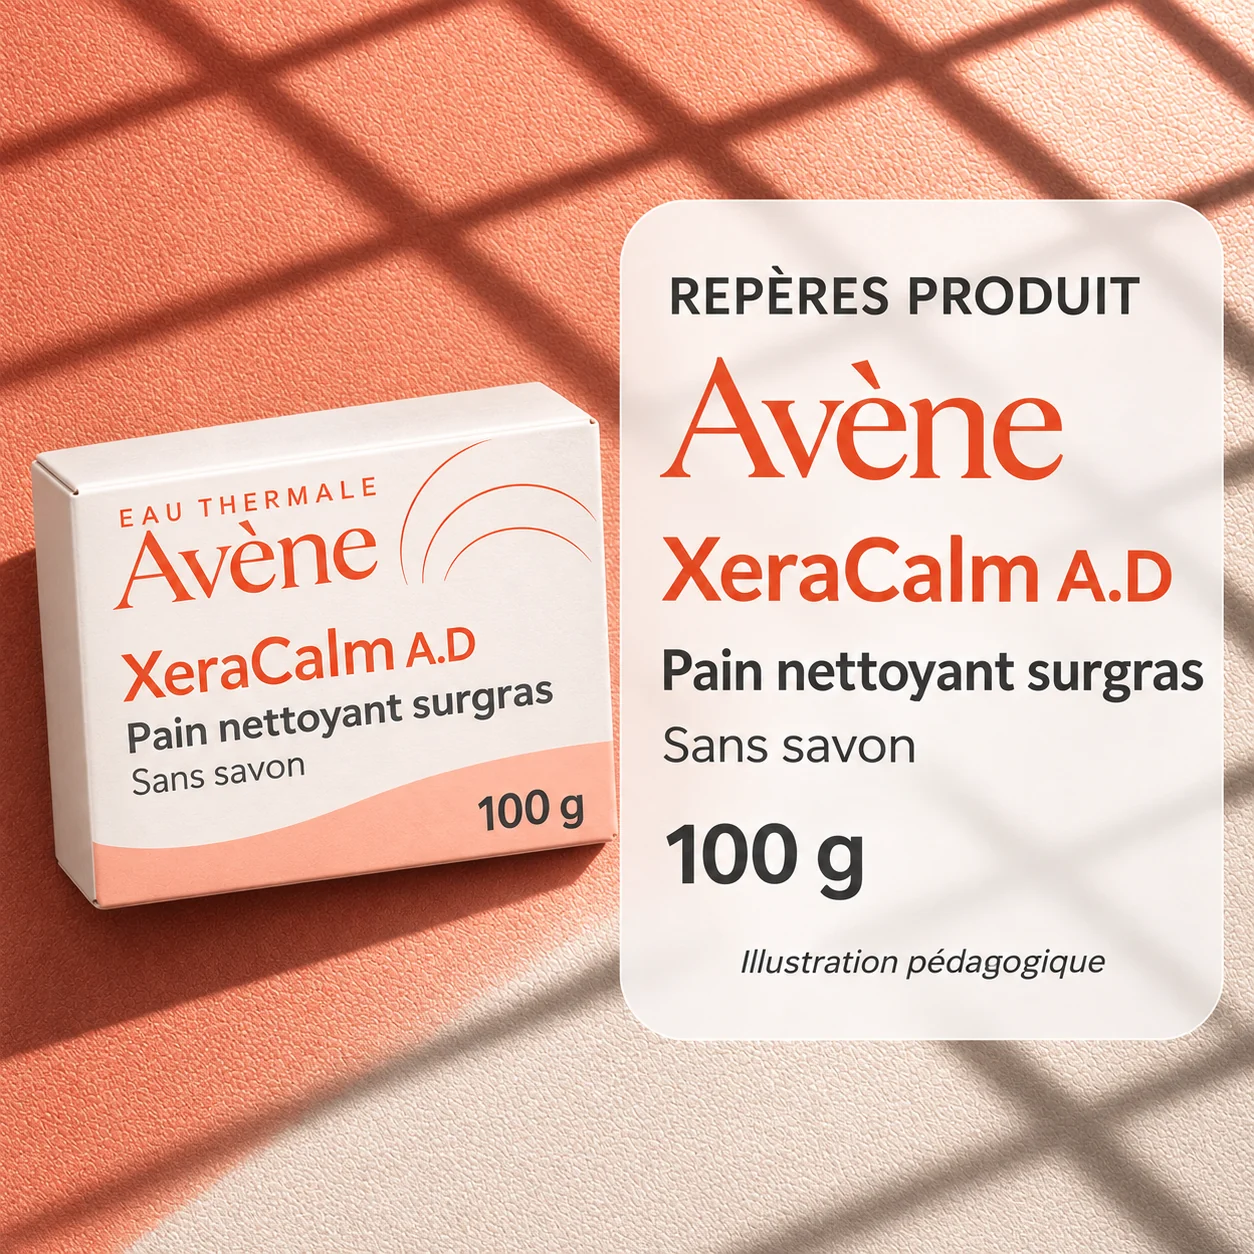 EAU THERMALE
Avène
XeraCalm A.D
Pain nettoyant surgras
Sans savon
100 g
REPÈRES PRODUIT
Avène
XeraCalm A.D
Pain nettoyant surgras
Sans savon
100 g
Illustration pédagogique